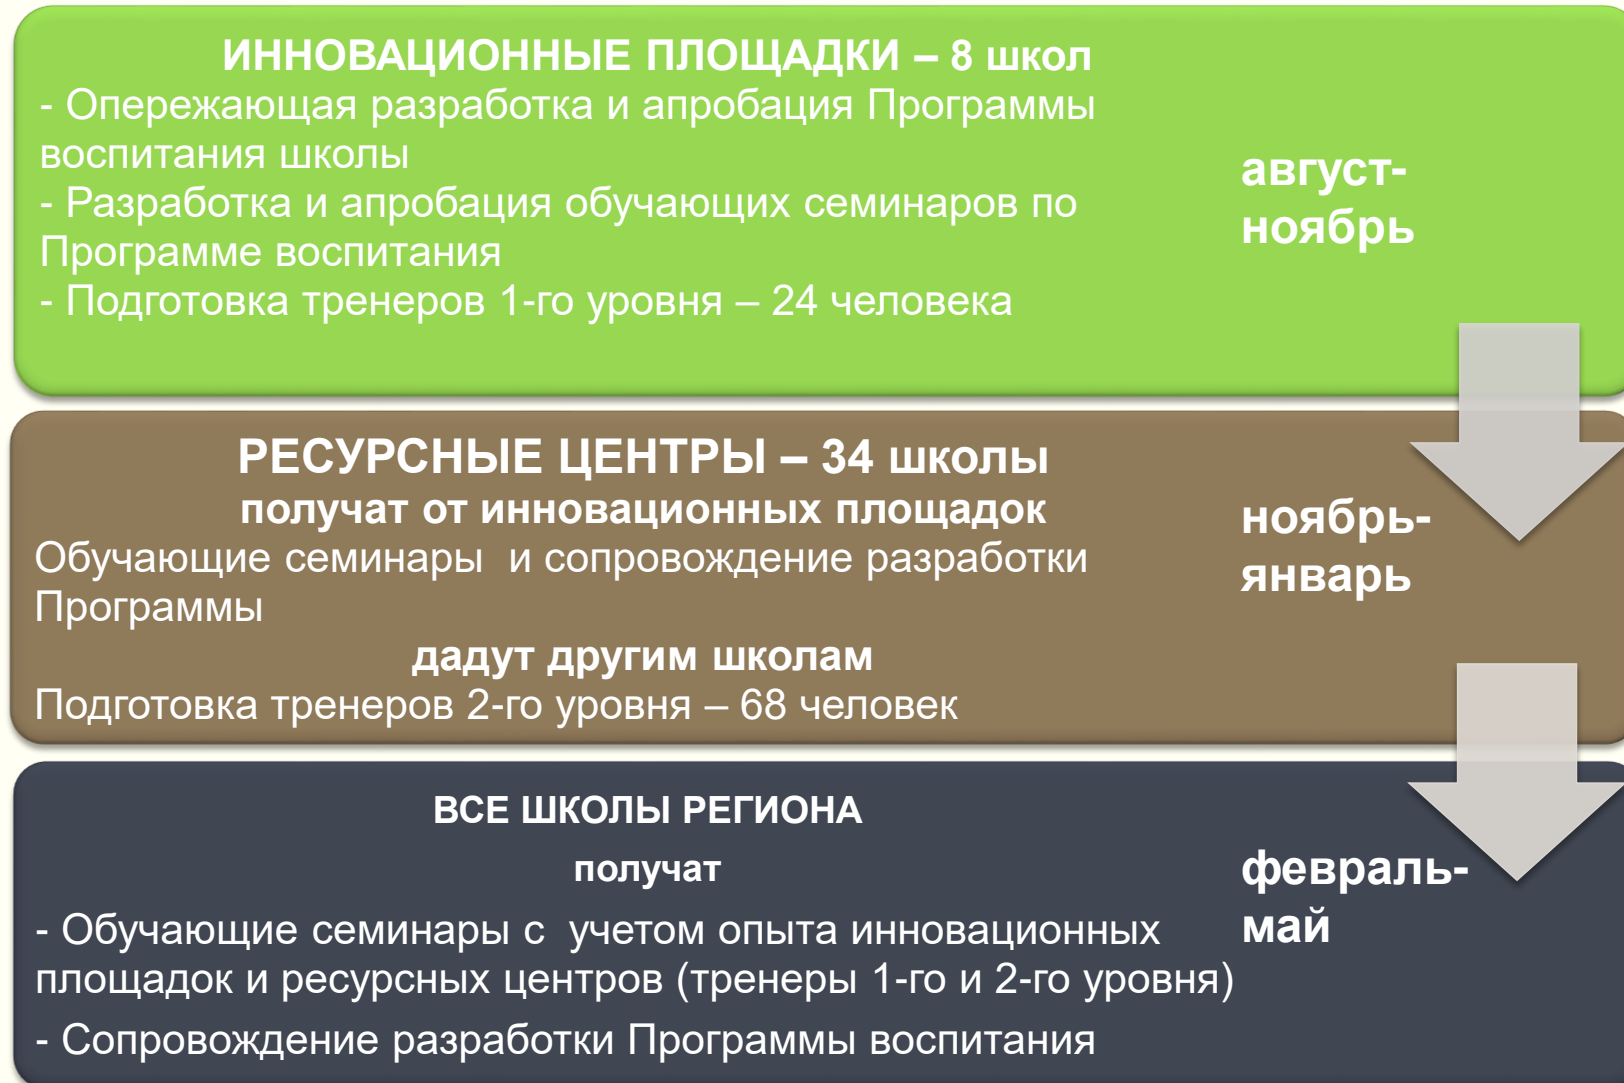 ИННОВАЦИОННЫЕ ПЛОЩАДКИ – 8 школ
- Опережающая разработка и апробация Программы
воспитания школы
- Разработка и апробация обучающих семинаров по
Программе воспитания
- Подготовка тренеров 1-го уровня – 24 человека
август-
ноябрь
РЕСУРСНЫЕ ЦЕНТРЫ – 34 школы
получат от инновационных площадок
Обучающие семинары  и сопровождение разработки
Программы
дадут другим школам
Подготовка тренеров 2-го уровня – 68 человек
ноябрь-
январь
ВСЕ ШКОЛЫ РЕГИОНА
получат
- Обучающие семинары с  учетом опыта инновационных
площадок и ресурсных центров (тренеры 1-го и 2-го уровня)
- Сопровождение разработки Программы воспитания
февраль-
май